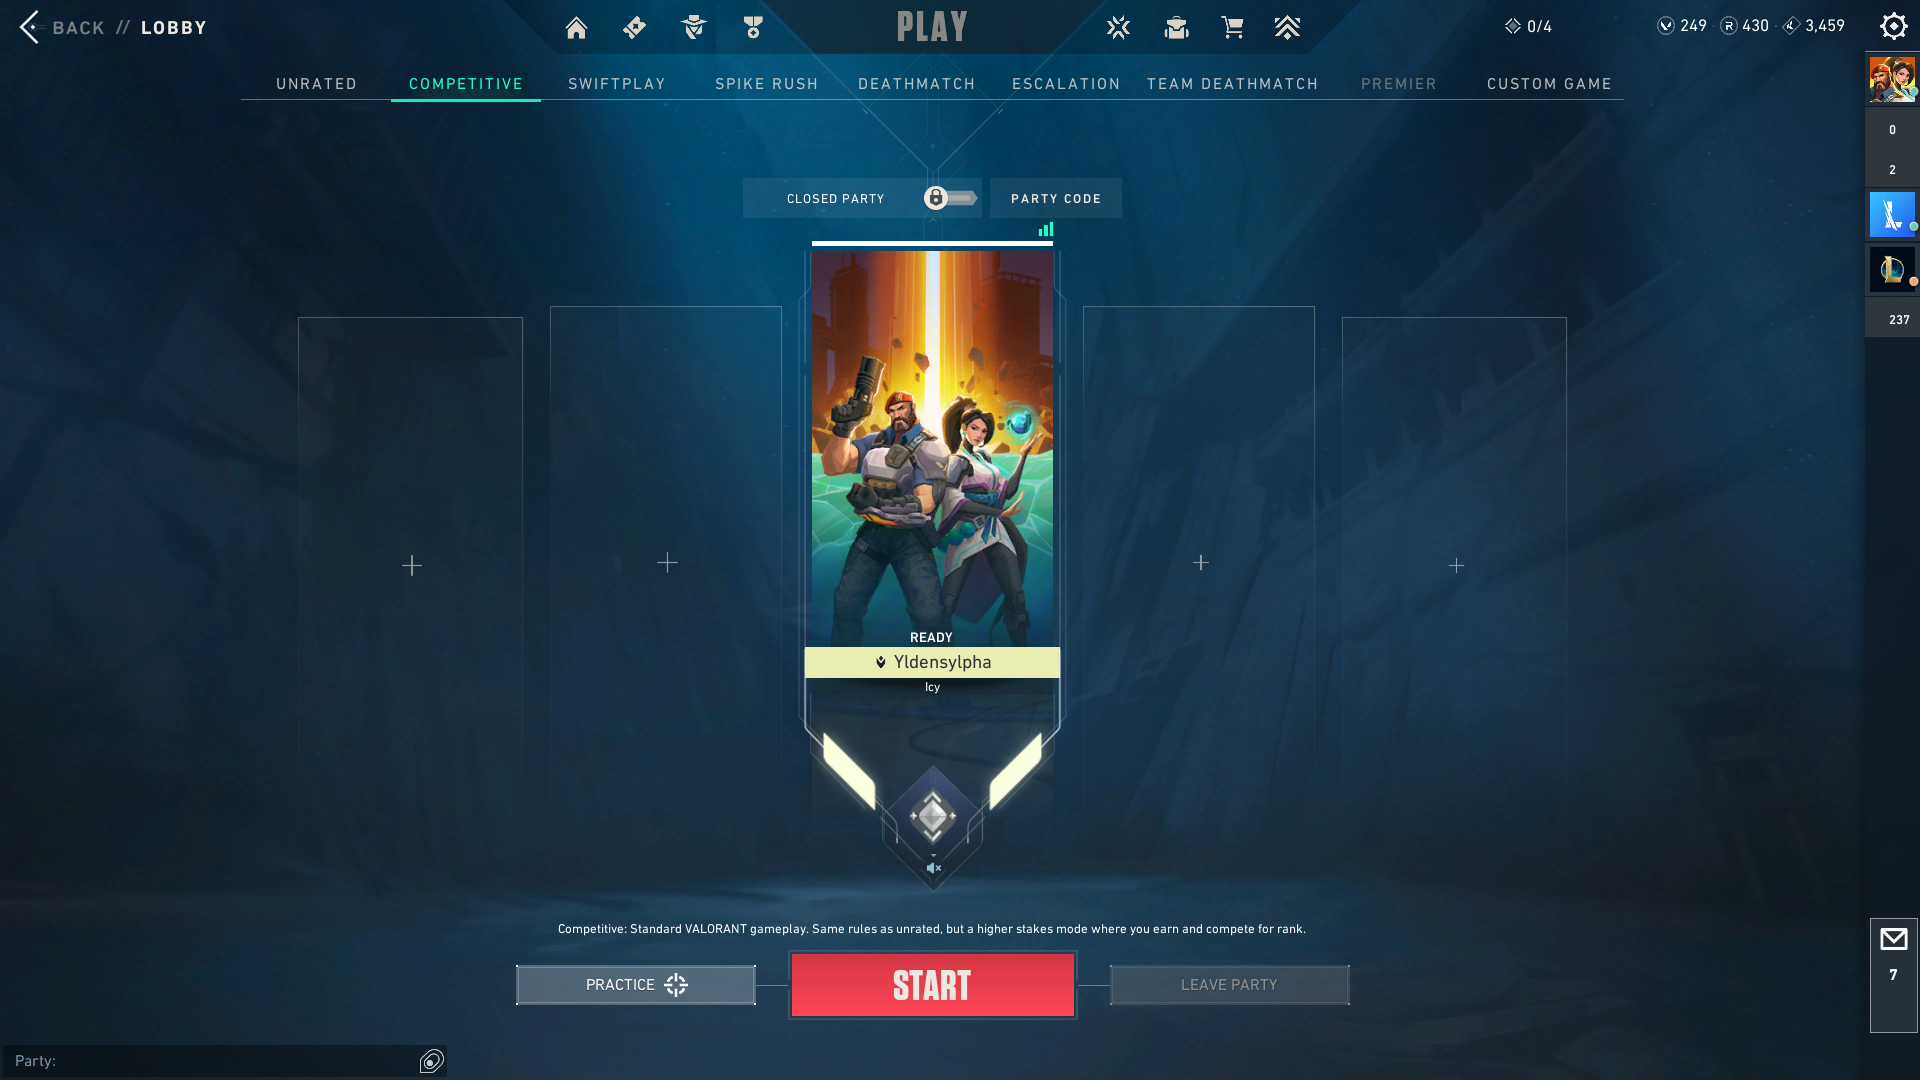 BACK // LOBBY
PLAY
0/4
249 430 3,459
UNRATED COMPETITIVE SWIFTPLAY SPIKE RUSH DEATHMATCH ESCALATION TEAM DEATHMATCH PREMIER CUSTOM GAME
0
2
237
CLOSED PARTY
PARTY CODE
READY
Yldensylpha
Icy
Competitive: Standard VALORANT gameplay. Same rules as unrated, but a higher stakes mode where you earn and compete for rank.
PRACTICE
START
LEAVE PARTY
7
Party: